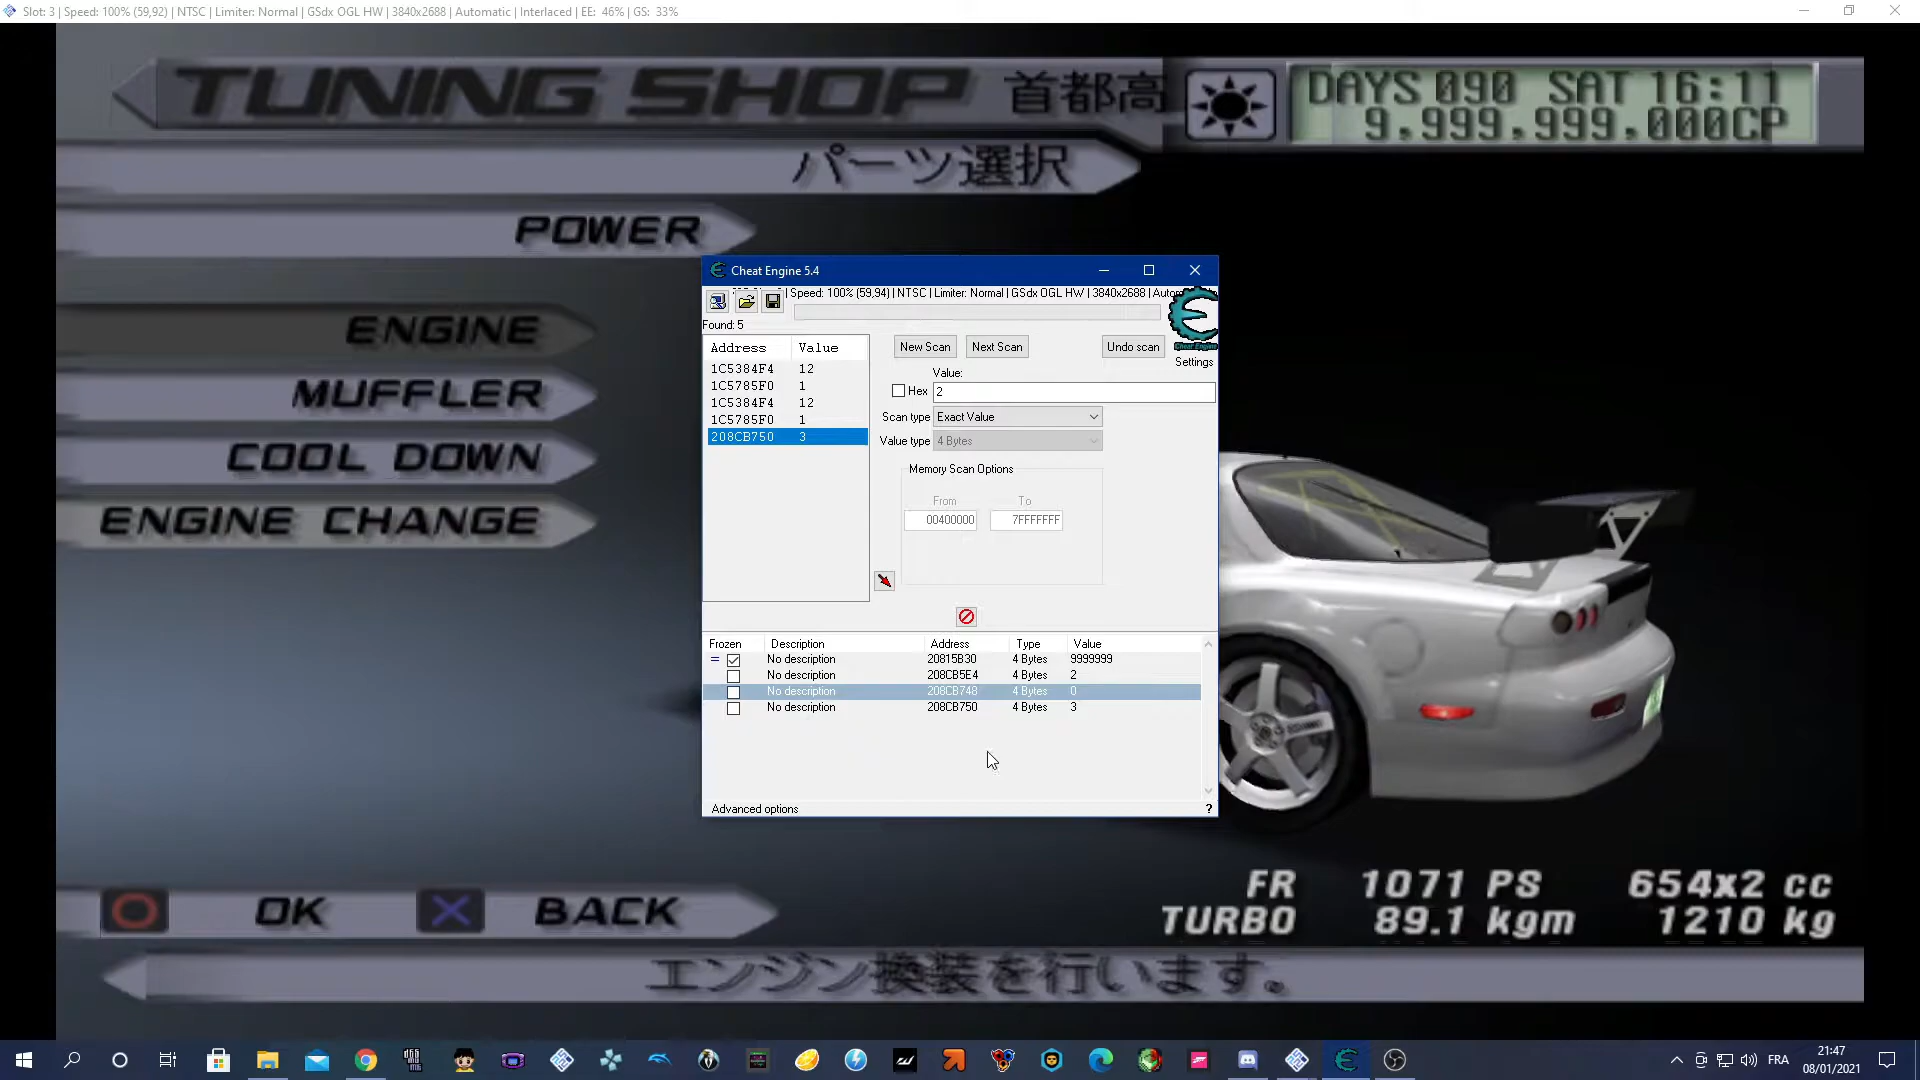 Slot: 3 | Speed: 100% (59,92) | NTSC | Limiter: Normal | GSdx OGL HW | 3840x2688 | Automatic | Interlaced | EE: 46% | GS: 33%
TUNING SHOP 首都高
DAYS 090 SAT 16:11
9.999.999.000CP
パーツ選択
POWER
ENGINE
MUFFLER
COOL DOWN
ENGINE CHANGE
Cheat Engine 5.4
| Speed: 100% (59,94) | NTSC | Limiter: Normal | GSdx OGL HW | 3840x2688 |
Found: 5
Address Value
1C5384F4 12
1C5785F0 1
1C5384F4 12
1C5785F0 1
208CB750 3
New Scan Next Scan Undo scan
Cheat Engine
Settings
Value:
Hex 2
Scan type Exact Value
Value type 4 Bytes
Memory Scan Options
From To
00400000 7FFFFFFF
Frozen Description Address Type Value
= No description 20815B30 4 Bytes 9999999
No description 208CB5E4 4 Bytes 2
No description 208CB748 4 Bytes 0
No description 208CB750 4 Bytes 3
Advanced options ?
FR 1071 PS 654x2 cc
TURBO 89.1 kgm 1210 kg
OK BACK
エンジン換装を行います。
FRA
21:47
08/01/2021